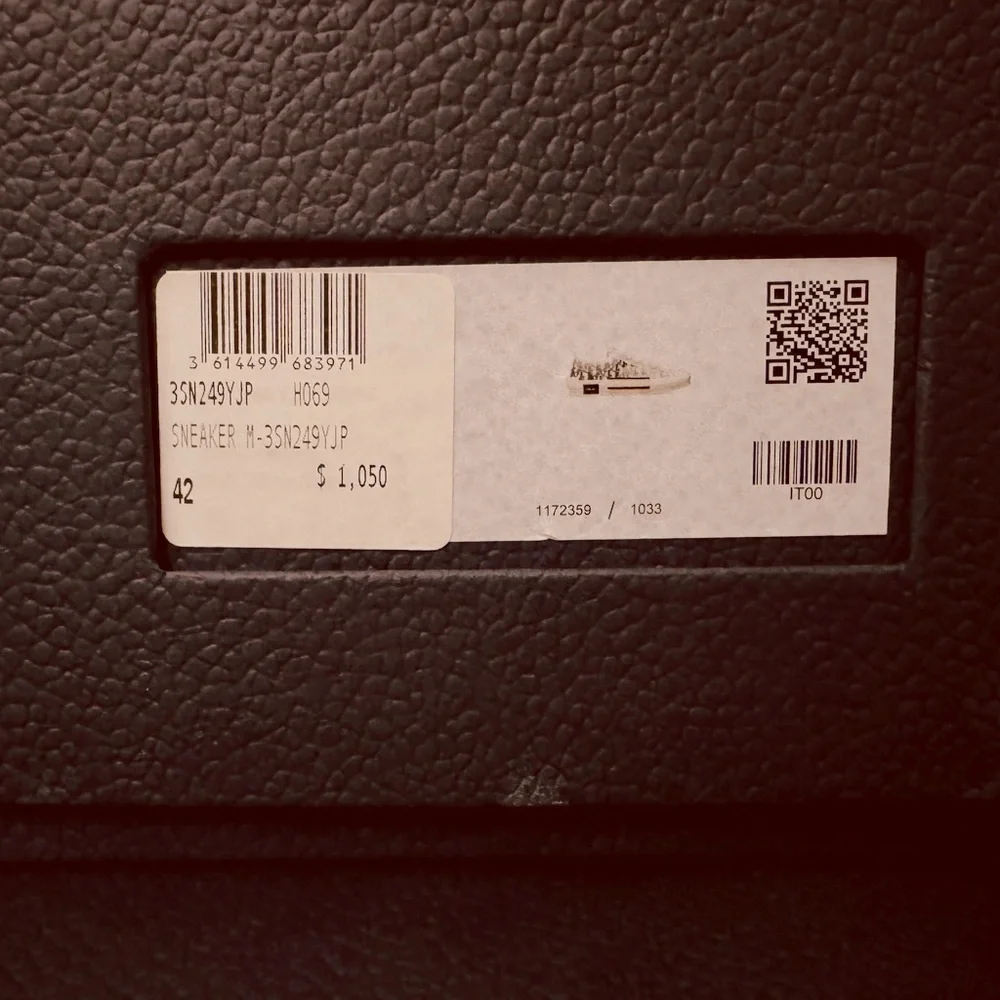 3 614499 683971
3SN249YJP H069
SNEAKER M-3SN249YJP
$ 1,050
42
1172359 / 1033
IT00